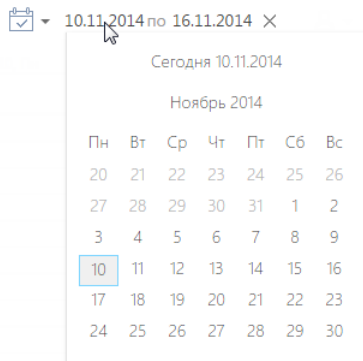 10.11.2014 по 16.11.2014
Сегодня 10.11.2014
Ноябрь 2014
Пн Вт Ср Чт Пт Сб Вс
20 21 22 23 24 25 26
27 28 29 30 31 1 2
3 4 5 6 7 8 9
10 11 12 13 14 15 16
17 18 19 20 21 22 23
24 25 26 27 28 29 30